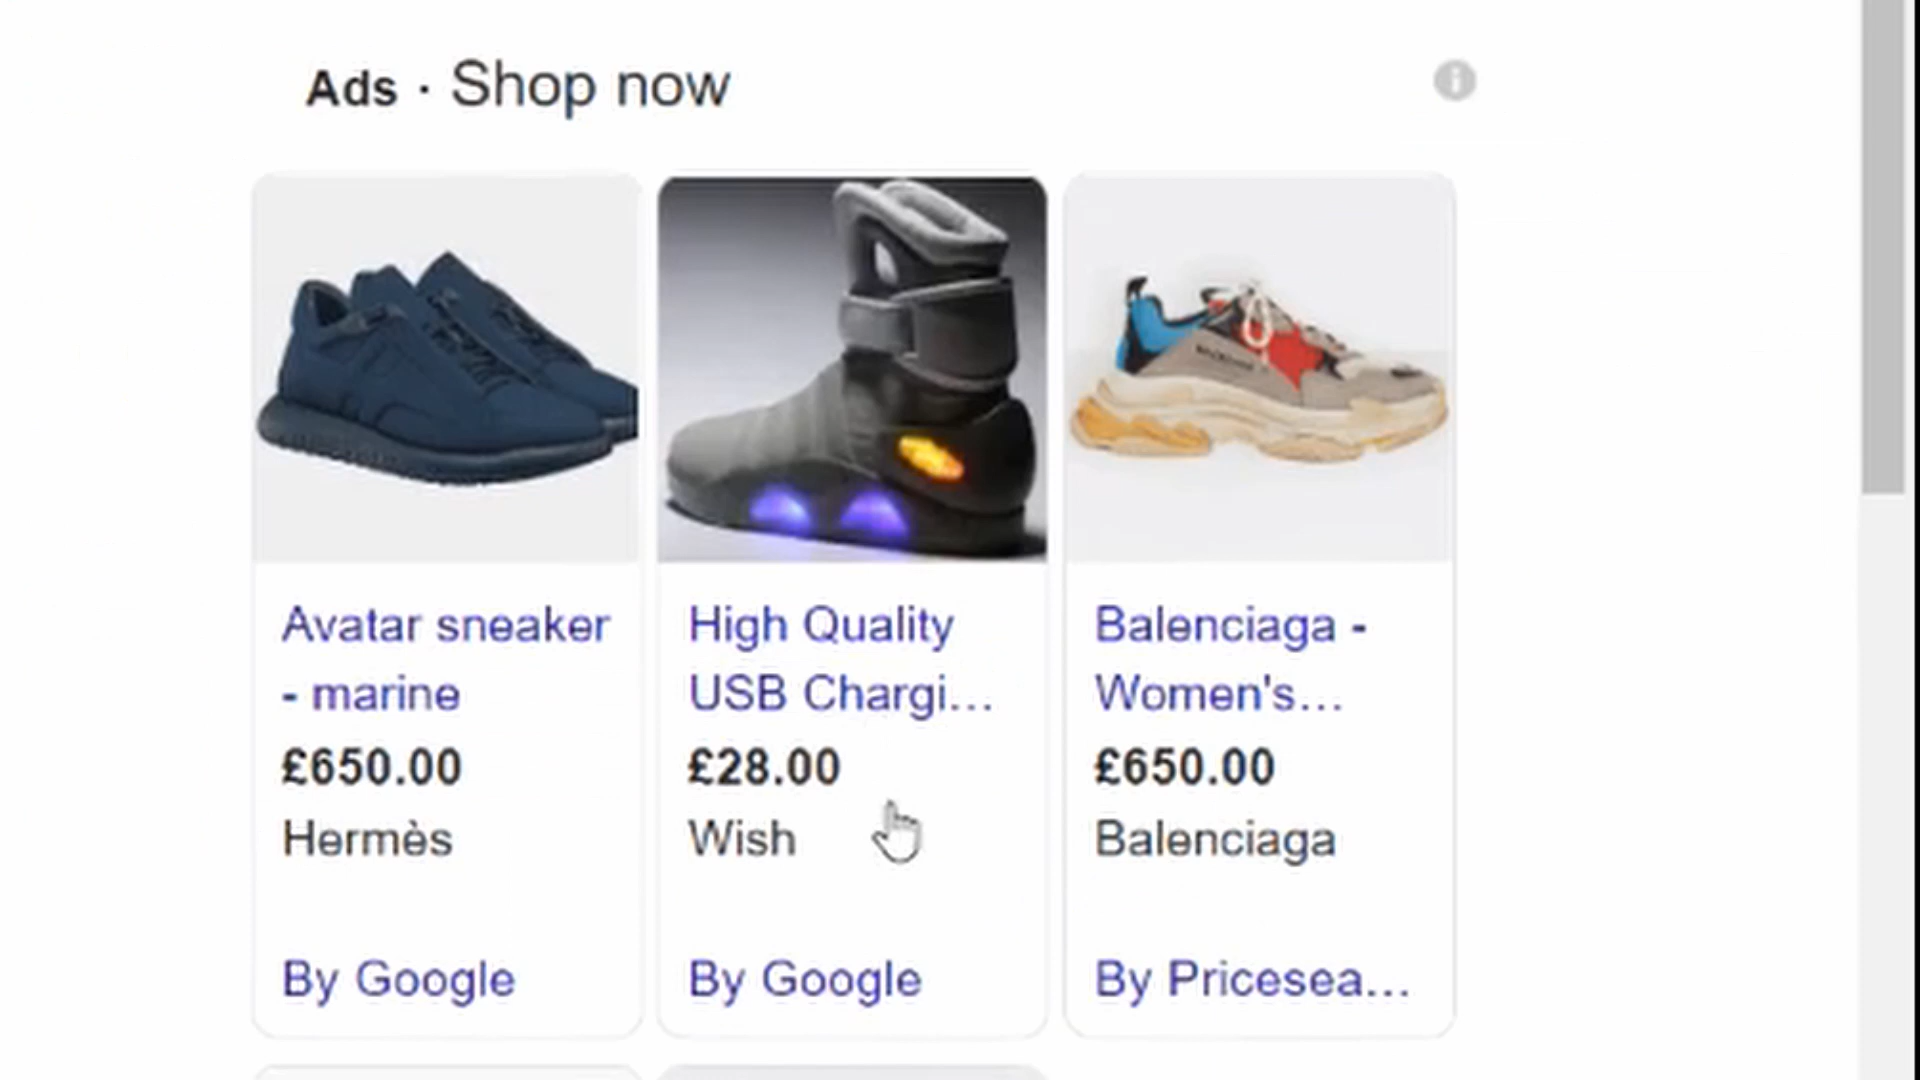 Ads · Shop now
Avatar sneaker
- marine
£650.00
Hermès
By Google
High Quality
USB Chargi...
£28.00
Wish
By Google
Balenciaga -
Women's...
£650.00
Balenciaga
By Pricesea...